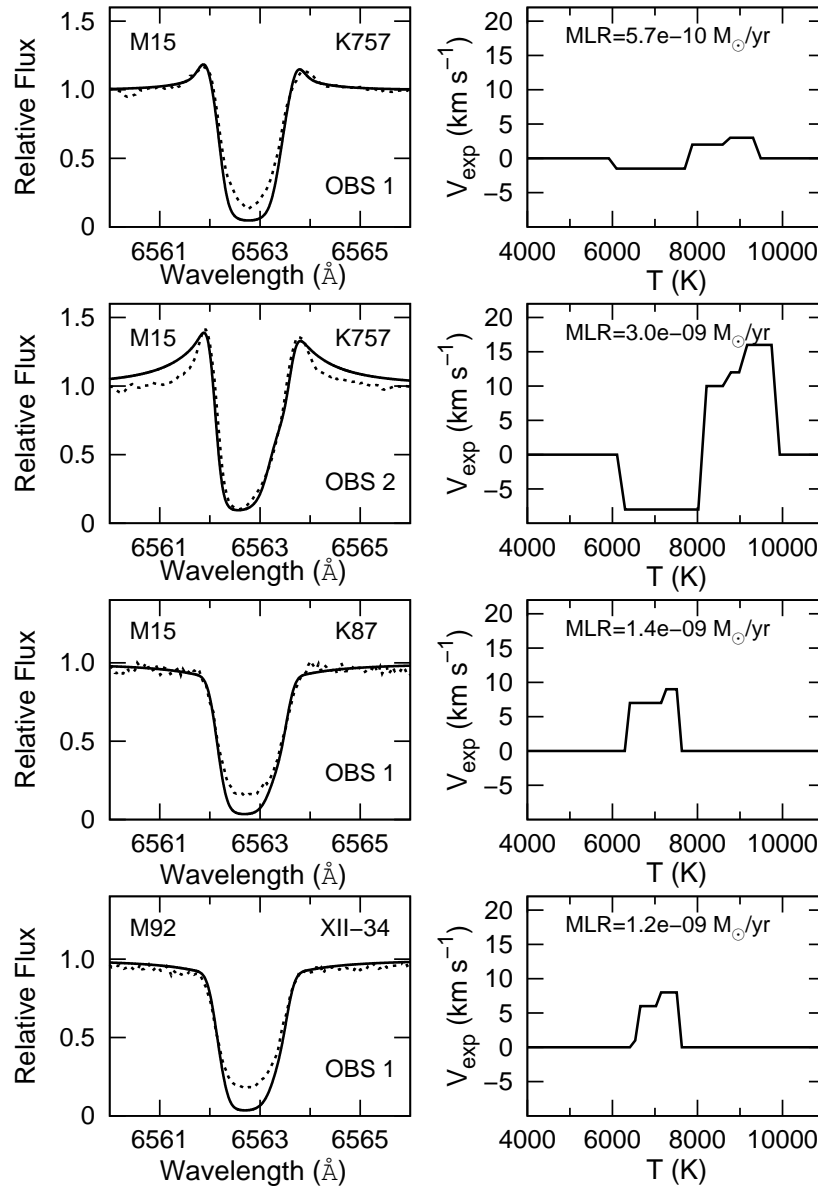 M15 K757
OBS 1
Relative Flux
1.5
1.0
0.5
0
6561 6563 6565
Wavelength (Å)
MLR=5.7e−10 M☉/yr
V_exp (km s⁻¹)
20
15
10
5
0
−5
4000 6000 8000 10000
T (K)
M15 K757
OBS 2
Relative Flux
1.5
1.0
0.5
0
6561 6563 6565
Wavelength (Å)
MLR=3.0e−09 M☉/yr
V_exp (km s⁻¹)
20
15
10
5
0
−5
4000 6000 8000 10000
T (K)
M15 K87
OBS 1
Relative Flux
1.0
0.5
0
6561 6563 6565
Wavelength (Å)
MLR=1.4e−09 M☉/yr
V_exp (km s⁻¹)
20
15
10
5
0
−5
4000 6000 8000 10000
T (K)
M92 XII−34
OBS 1
Relative Flux
1.0
0.5
0
6561 6563 6565
Wavelength (Å)
MLR=1.2e−09 M☉/yr
V_exp (km s⁻¹)
20
15
10
5
0
−5
4000 6000 8000 10000
T (K)